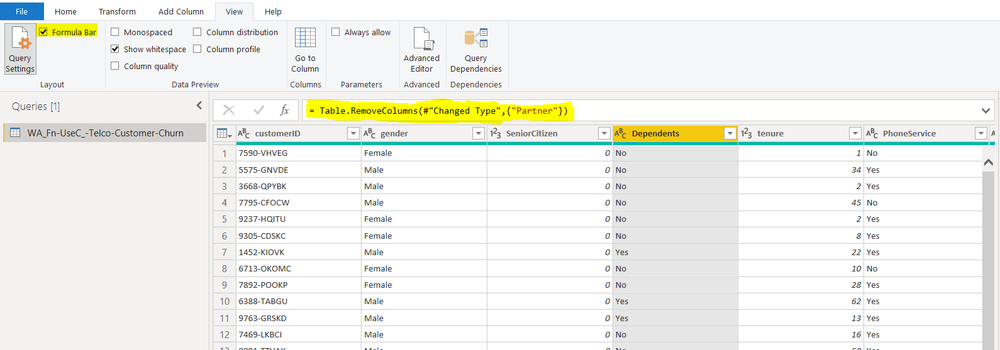 File Home Transform Add Column View Help
Formula Bar Monospaced Column distribution Always allow
Show whitespace Column profile
Query Settings Column quality Go to Column Advanced Editor Query Dependencies
Layout Data Preview Columns Parameters Advanced Dependencies
Queries [1] fx = Table.RemoveColumns(#"Changed Type",{"Partner"})
WA_Fn-UseC_-Telco-Customer-Churn
ABC customerID ABC gender 123 SeniorCitizen ABC Dependents 123 tenure ABC PhoneService
1 7590-VHVEG Female 0 No 1 No
2 5575-GNVDE Male 0 No 34 Yes
3 3668-QPYBK Male 0 No 2 Yes
4 7795-CFOCW Male 0 No 45 No
5 9237-HQITU Female 0 No 2 Yes
6 9305-CDSKC Female 0 No 8 Yes
7 1452-KIOVK Male 0 Yes 22 Yes
8 6713-OKOMC Female 0 No 10 No
9 7892-POOKP Female 0 No 28 Yes
10 6388-TABGU Male 0 Yes 62 Yes
11 9763-GRSKD Male 0 Yes 13 Yes
12 7469-LKBCI Male 0 No 16 Yes